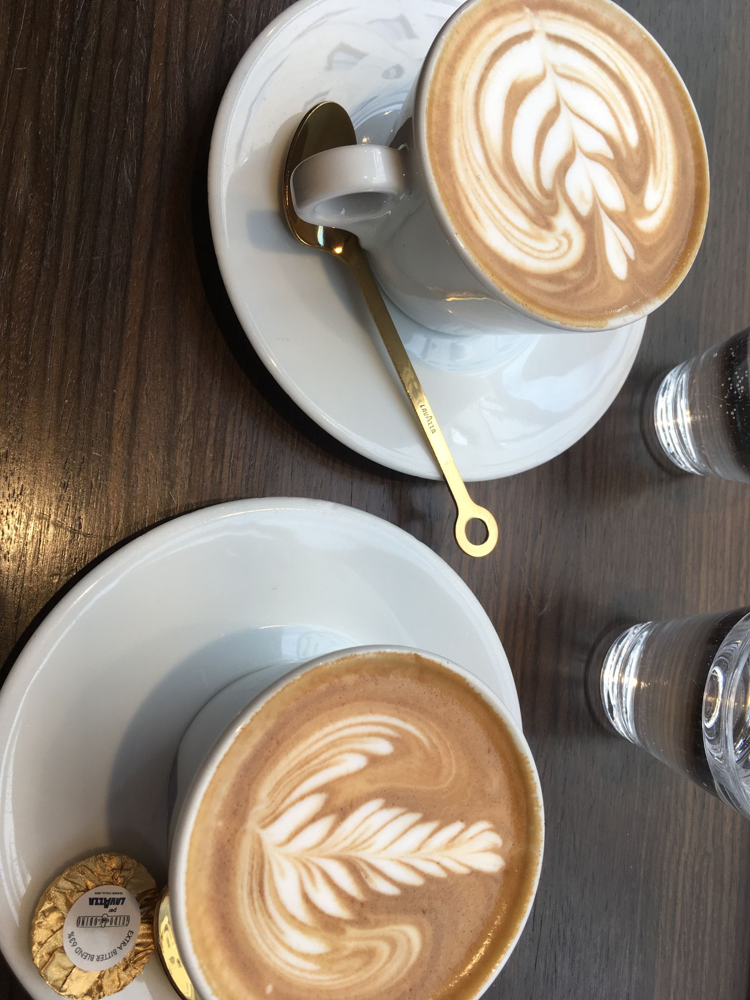 LAVAZZA
EXTRA BITTER BLEND 63%
GUIDO GOBINO
per
LAVAZZA
TORINO, ITALIA, 1895